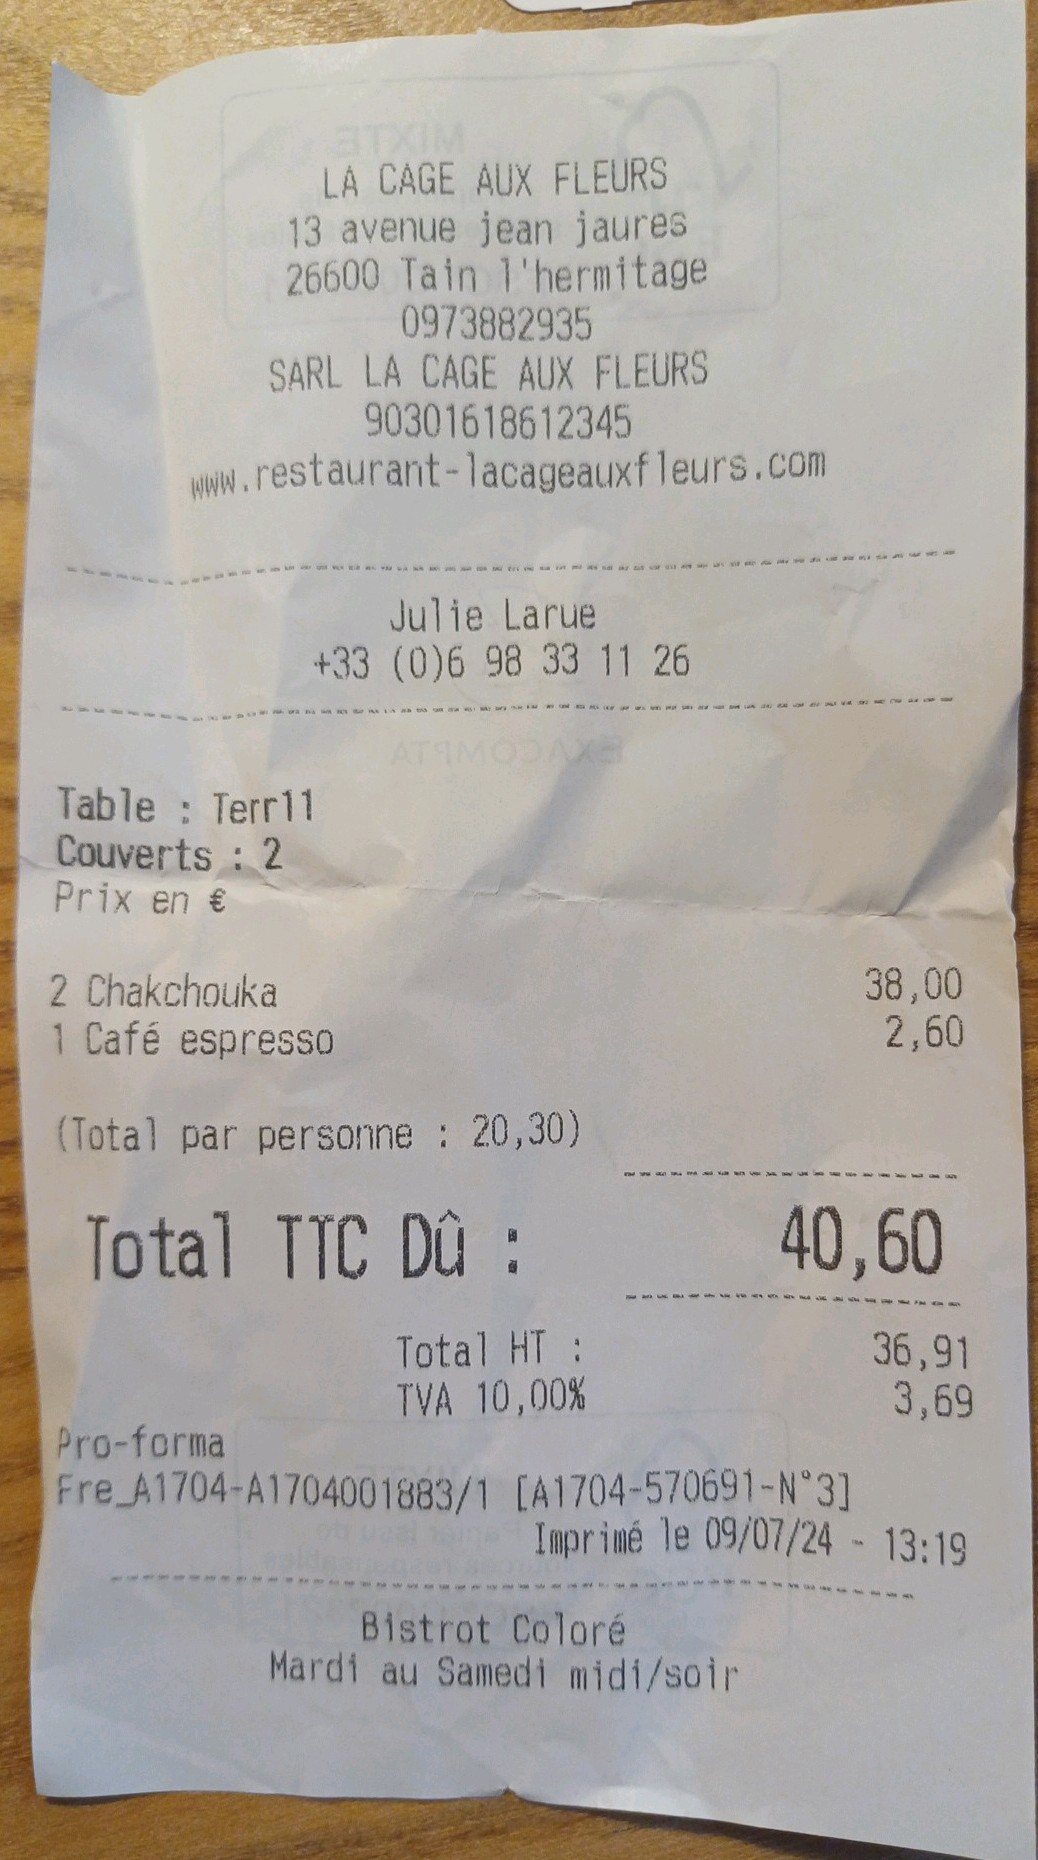 LA CAGE AUX FLEURS
13 avenue jean jaures
26600 Tain l'hermitage
0973882935
SARL LA CAGE AUX FLEURS
90301618612345
www.restaurant-lacageauxfleurs.com
Julie Larue
+33 (0)6 98 33 11 26
Table : Terr11
Couverts : 2
Prix en €
2 Chakchouka 38,00
1 Café espresso 2,60
(Total par personne : 20,30)
Total TTC Dû : 40,60
Total HT : 36,91
TVA 10,00% 3,69
Pro-forma
Fre_A1704-A1704001883/1 [A1704-570691-N°3]
Imprimé le 09/07/24 - 13:19
Bistrot Coloré
Mardi au Samedi midi/soir